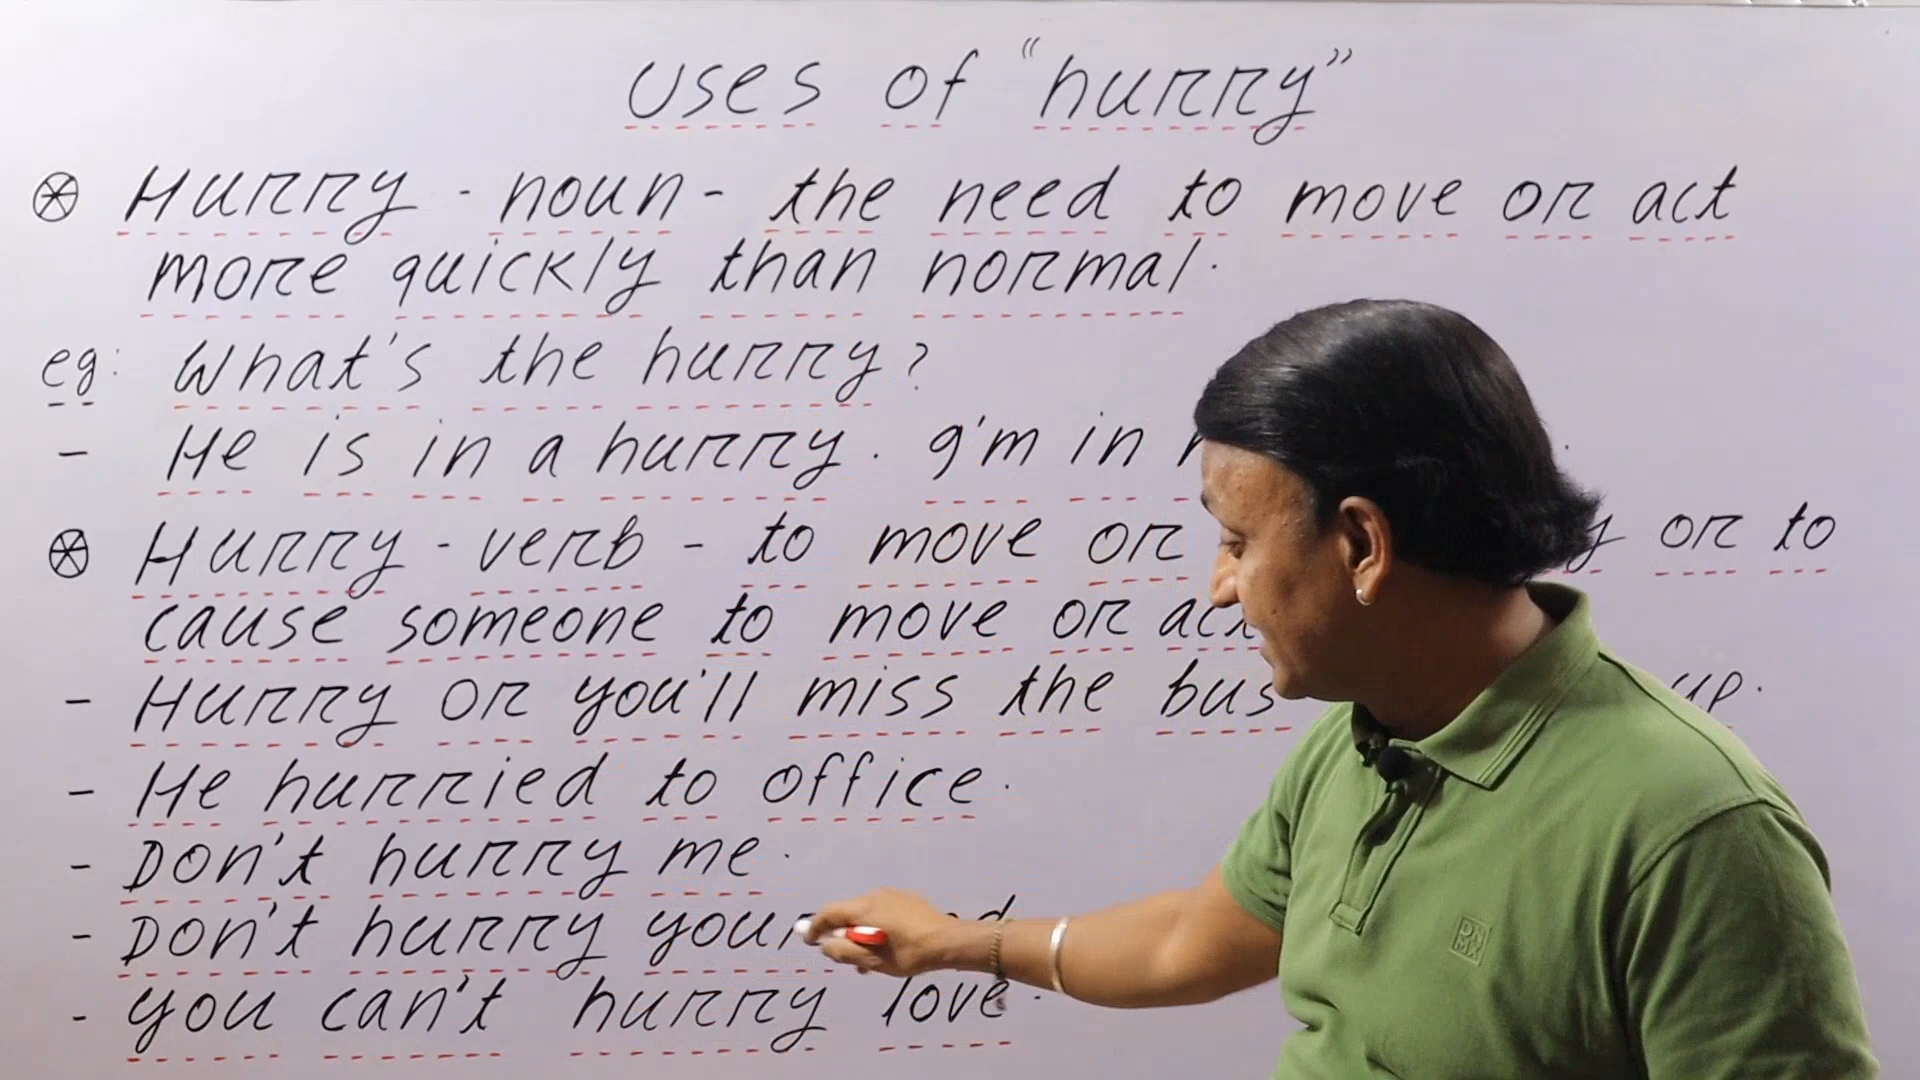 Uses of "hurry"
⊛ Hurry - noun - the need to move or act
more quickly than normal.
eg: What's the hurry?
- He is in a hurry. I'm in
⊛ Hurry - verb - to move or or to
cause someone to move or act
- Hurry or you'll miss the bus up.
- He hurried to office.
- Don't hurry me.
- Don't hurry your
- you can't hurry love.